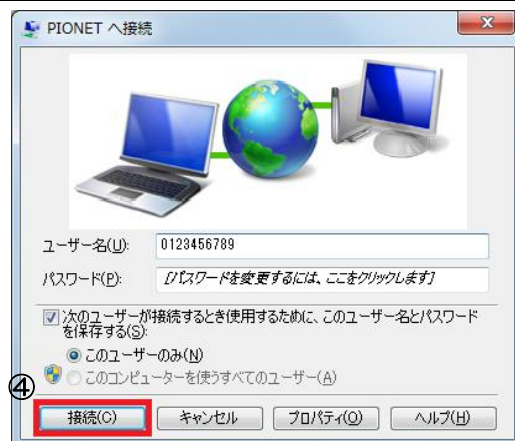 PIONET へ接続
ユーザー名(U): 0123456789
パスワード(P): [パスワードを変更するには、ここをクリックします]
次のユーザーが接続するとき使用するために、このユーザー名とパスワード
を保存する(S):
このユーザーのみ(N)
このコンピューターを使うすべてのユーザー(A)
④
接続(C) キャンセル プロパティ(O) ヘルプ(H)